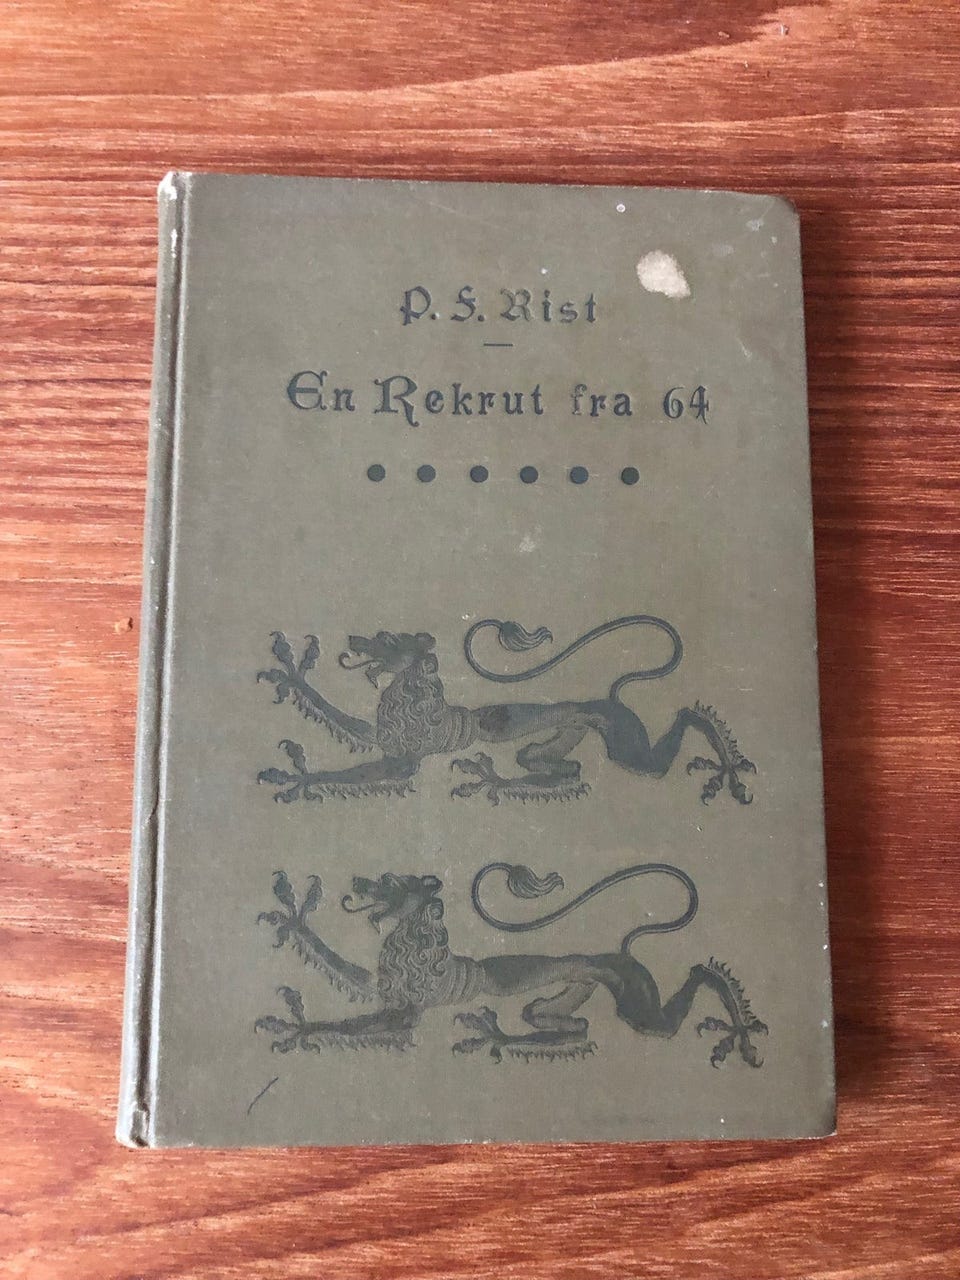 P. F. Rist
En Rekrut fra 64